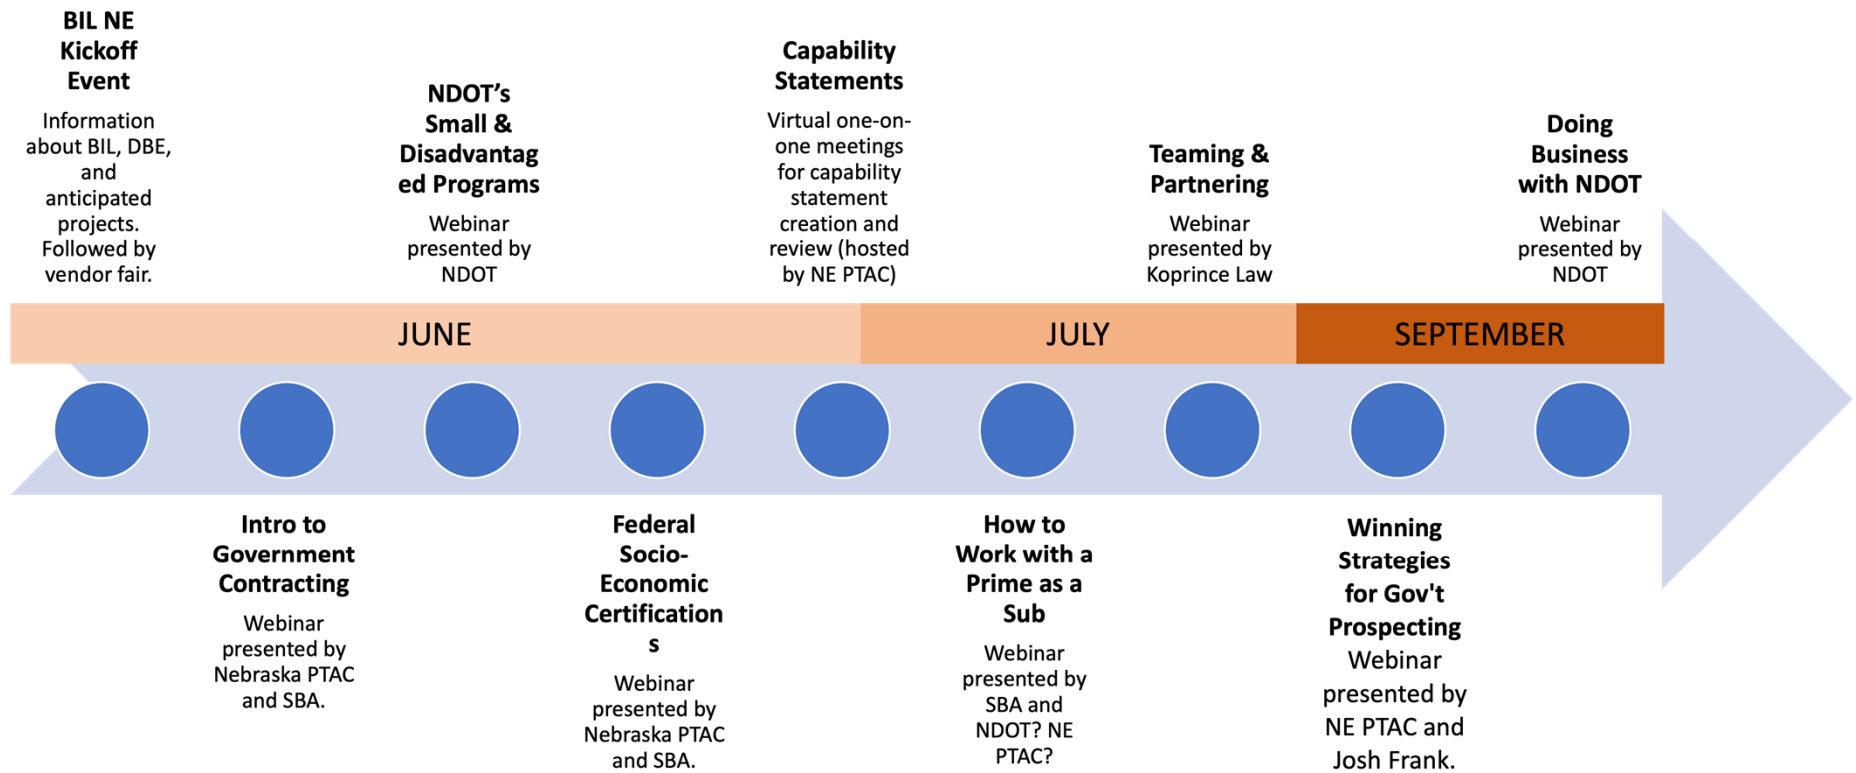 BIL NE
Kickoff
Event
Information
about BIL, DBE,
and
anticipated
projects.
Followed by
vendor fair.
NDOT’s
Small &
Disadvantag
ed Programs
Webinar
presented by
NDOT
Capability
Statements
Virtual one-on-
one meetings
for capability
statement
creation and
review (hosted
by NE PTAC)
Teaming &
Partnering
Webinar
presented by
Koprince Law
Doing
Business
with NDOT
Webinar
presented by
NDOT
JUNE
JULY
SEPTEMBER
Intro to
Government
Contracting
Webinar
presented by
Nebraska PTAC
and SBA.
Federal
Socio-
Economic
Certification
s
Webinar
presented by
Nebraska PTAC
and SBA.
How to
Work with a
Prime as a
Sub
Webinar
presented by
SBA and
NDOT? NE
PTAC?
Winning
Strategies
for Gov't
Prospecting
Webinar
presented by
NE PTAC and
Josh Frank.